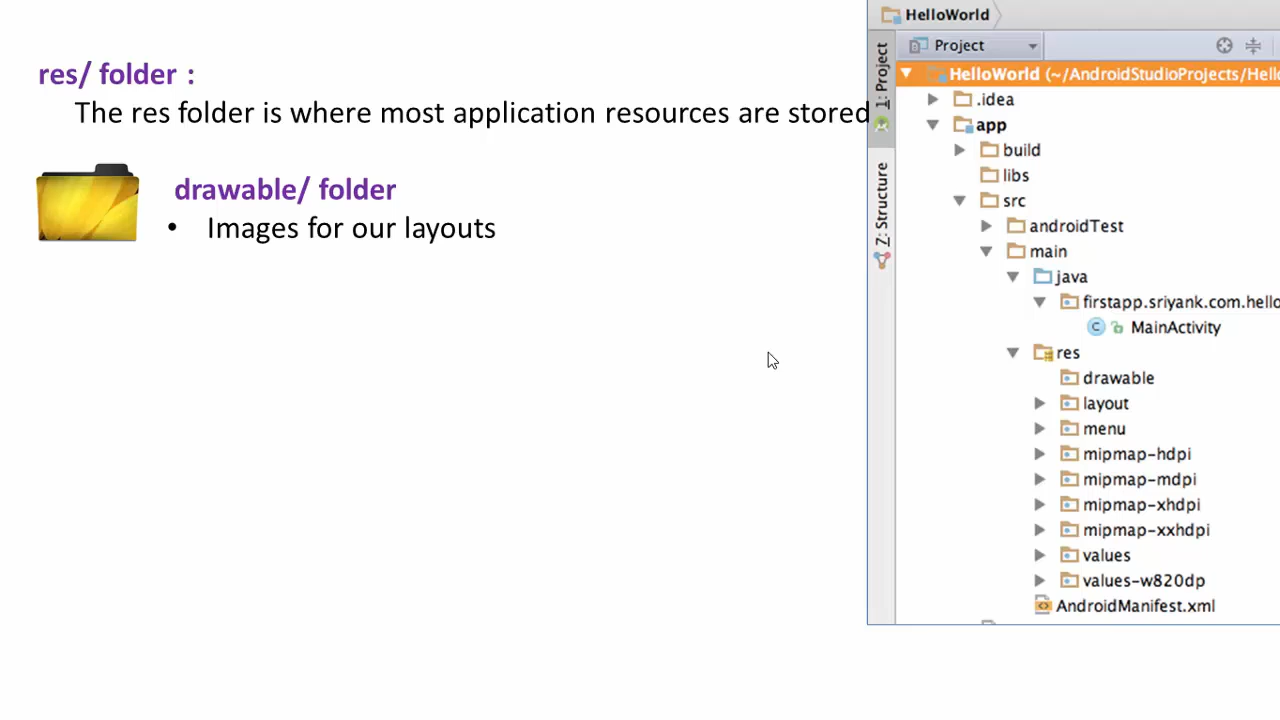 res/ folder :
The res folder is where most application resources are stored
drawable/ folder
• Images for our layouts
HelloWorld
Project
1: Project
Z: Structure
HelloWorld (~/AndroidStudioProjects/Hell
.idea
app
build
libs
src
androidTest
main
java
firstapp.sriyank.com.hello
C MainActivity
res
drawable
layout
menu
mipmap-hdpi
mipmap-mdpi
mipmap-xhdpi
mipmap-xxhdpi
values
values-w820dp
AndroidManifest.xml